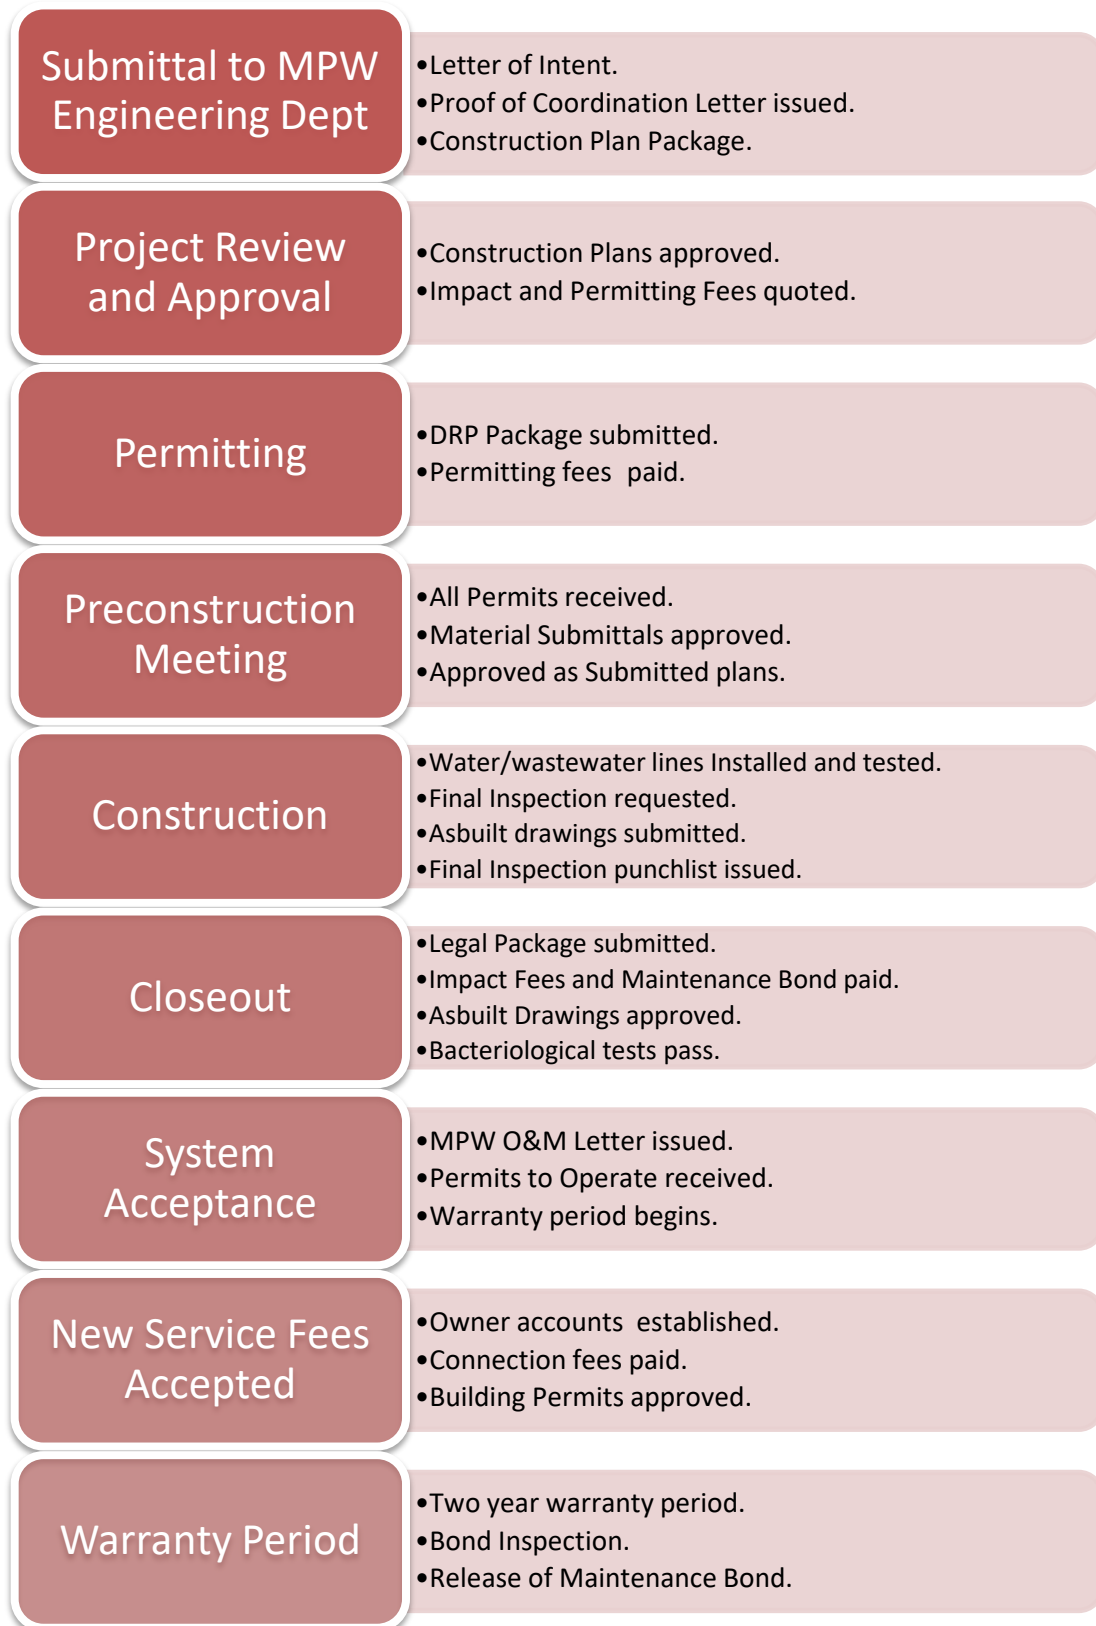 Submittal to MPW
Engineering Dept
•Letter of Intent.
•Proof of Coordination Letter issued.
•Construction Plan Package.
Project Review
and Approval
•Construction Plans approved.
•Impact and Permitting Fees quoted.
Permitting
•DRP Package submitted.
•Permitting fees  paid.
Preconstruction
Meeting
•All Permits received.
•Material Submittals approved.
•Approved as Submitted plans.
Construction
•Water/wastewater lines Installed and tested.
•Final Inspection requested.
•Asbuilt drawings submitted.
•Final Inspection punchlist issued.
Closeout
•Legal Package submitted.
•Impact Fees and Maintenance Bond paid.
•Asbuilt Drawings approved.
•Bacteriological tests pass.
System
Acceptance
•MPW O&M Letter issued.
•Permits to Operate received.
•Warranty period begins.
New Service Fees
Accepted
•Owner accounts  established.
•Connection fees paid.
•Building Permits approved.
Warranty Period
•Two year warranty period.
•Bond Inspection.
•Release of Maintenance Bond.